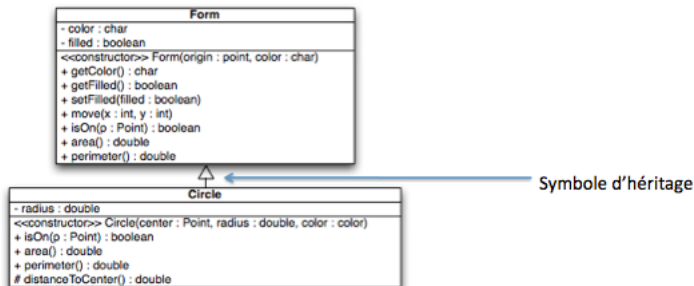 Form
- color : char
- filled : boolean
<<constructor>> Form(origin : point, color : char)
+ getColor() : char
+ getFilled() : boolean
+ setFilled(filled : boolean)
+ move(x : int, y : int)
+ isOn(p : Point) : boolean
+ area() : double
+ perimeter() : double
Symbole d'héritage
Circle
- radius : double
<<constructor>> Circle(center : Point, radius : double, color : color)
+ isOn(p : Point) : boolean
+ area() : double
+ perimeter() : double
# distanceToCenter() : double